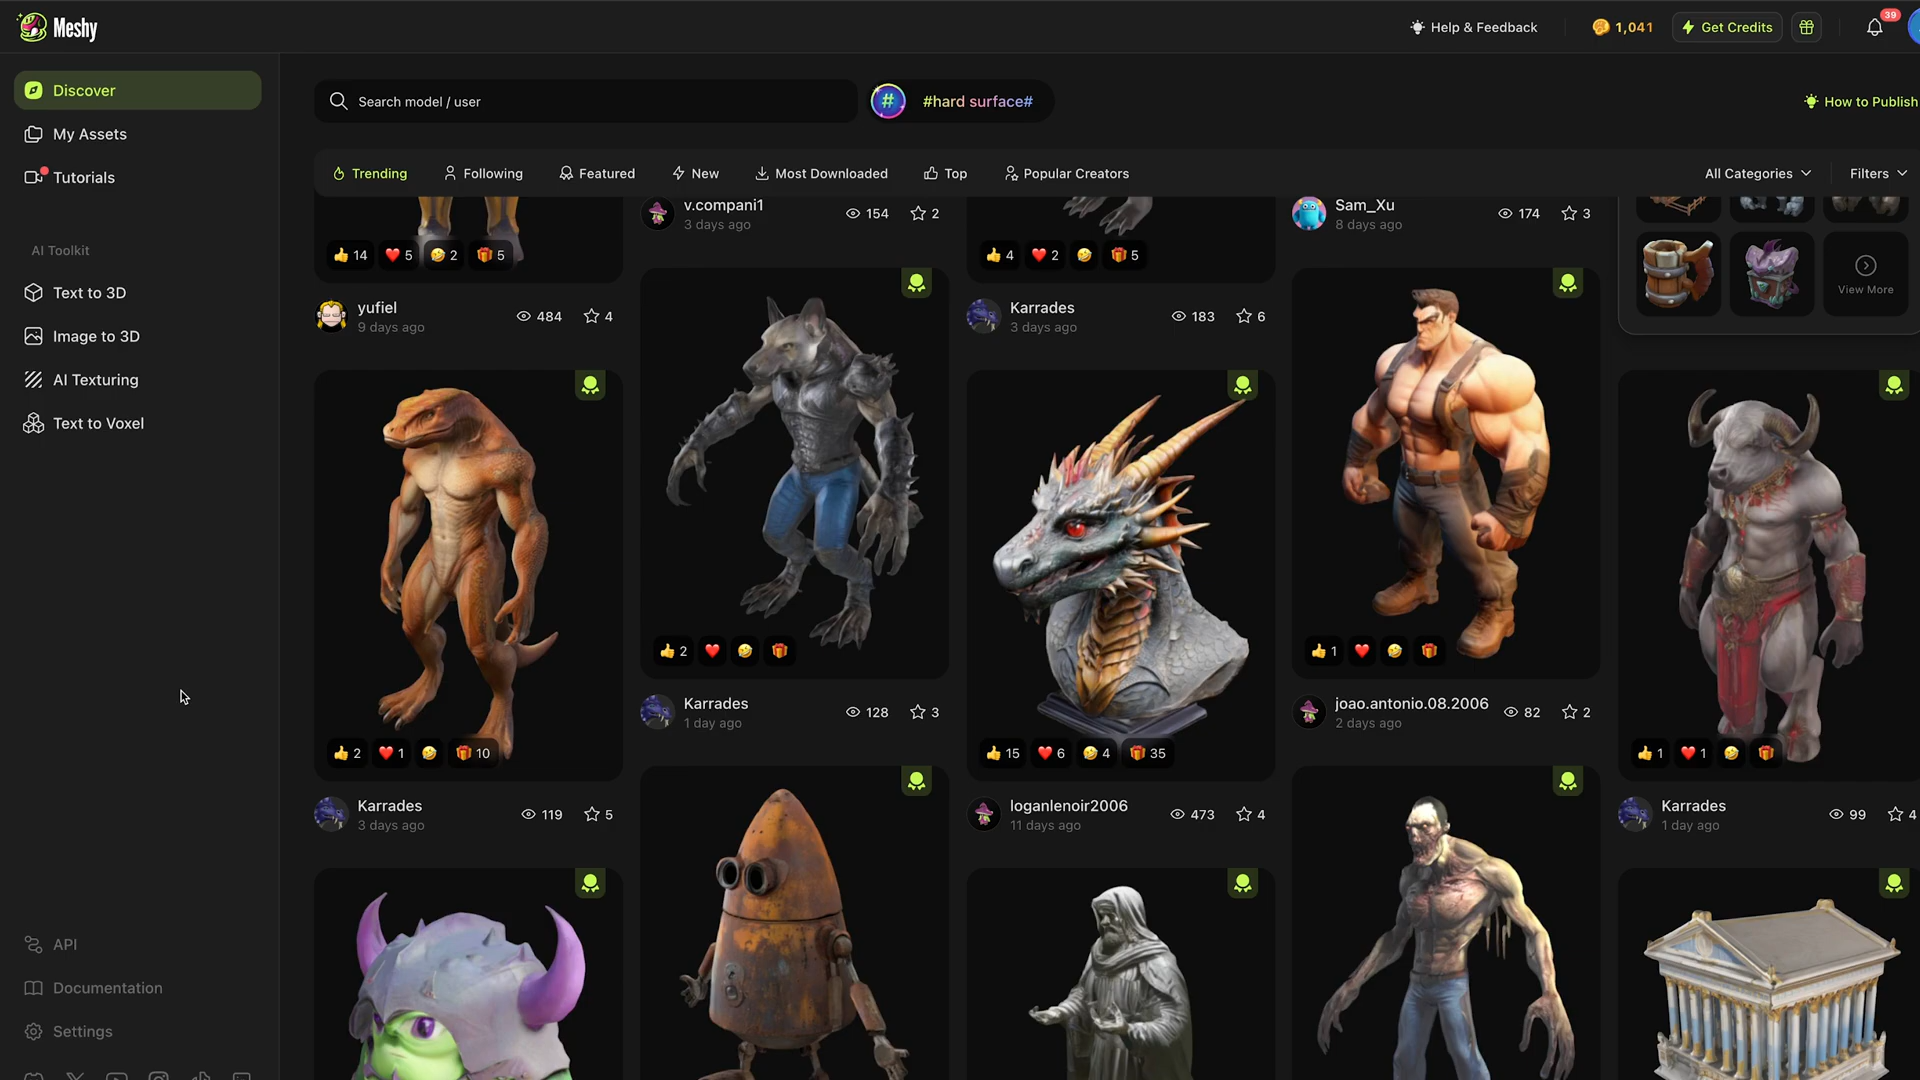 Meshy
Help & Feedback
1,041
Get Credits
39
Discover
My Assets
Tutorials
AI Toolkit
Text to 3D
Image to 3D
AI Texturing
Text to Voxel
API
Documentation
Settings
Search model / user
# #hard surface#
How to Publish
Trending
Following
Featured
New
Most Downloaded
Top
Popular Creators
All Categories
Filters
14 5 2 5
yufiel
9 days ago
484 4
v.compani1
3 days ago
154 2
4 2 5
Karrades
3 days ago
183 6
Sam_Xu
8 days ago
174 3
View More
2 1 10
Karrades
3 days ago
119 5
2
Karrades
1 day ago
128 3
15 6 4 35
loganlenoir2006
11 days ago
473 4
1
joao.antonio.08.2006
2 days ago
82 2
1 1
Karrades
1 day ago
99 4